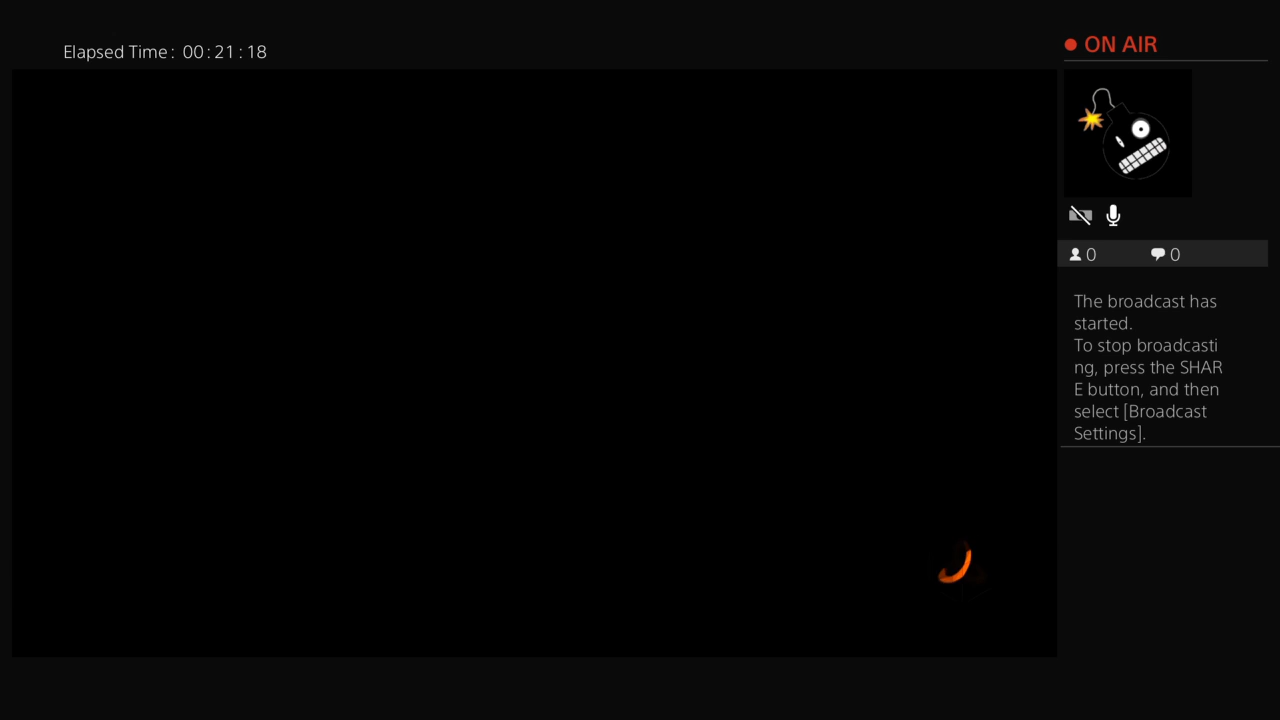 Elapsed Time: 00:21:18
ON AIR
0 0
The broadcast has
started.
To stop broadcasti
ng, press the SHAR
E button, and then
select [Broadcast
Settings].